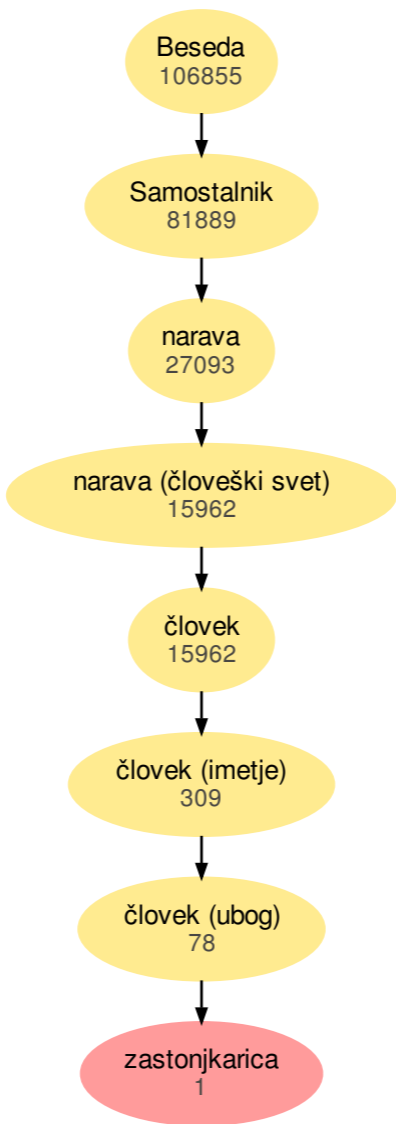 Beseda
106855
Samostalnik
81889
narava
27093
narava (človeški svet)
15962
človek
15962
človek (imetje)
309
človek (ubog)
78
zastonjkarica
1